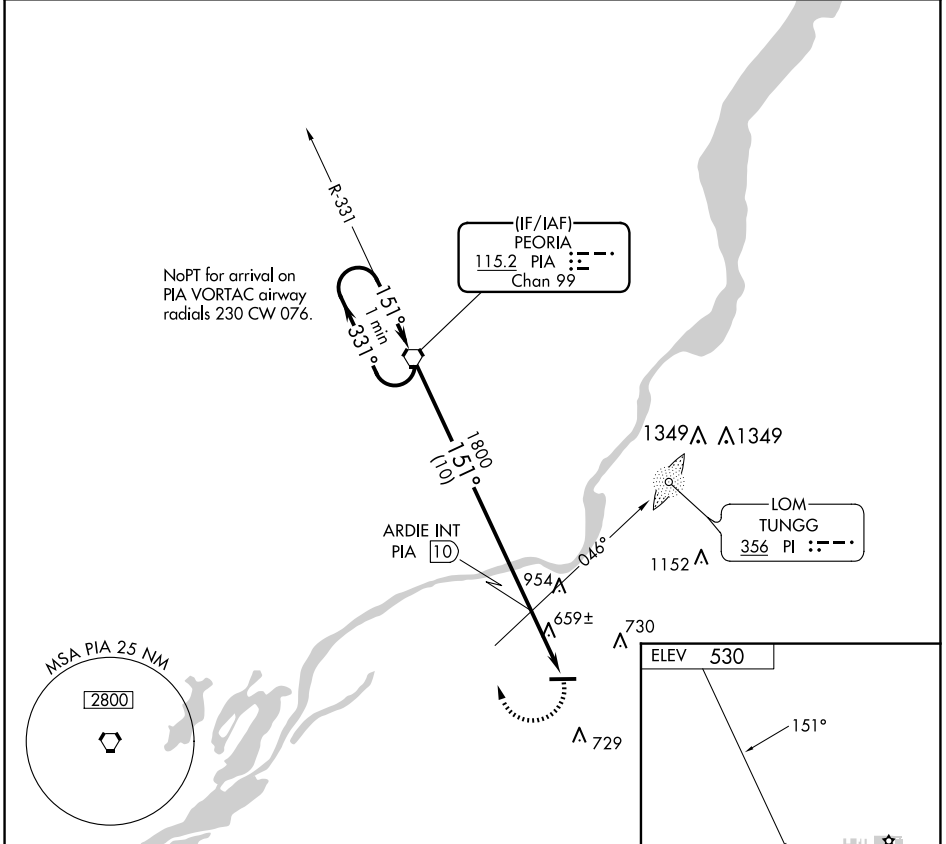 R-331
(IF/IAF)
PEORIA
115.2 PIA
Chan 99
NoPT for arrival on
PIA VORTAC airway
radials 230 CW 076.
151°
1 min
331°
1800
151°
(10)
1349 1349
LOM
TUNGG
356 PI
ARDIE INT
PIA 10
046°
1152
954
659±
730
MSA PIA 25 NM
2800
ELEV 530
151°
729